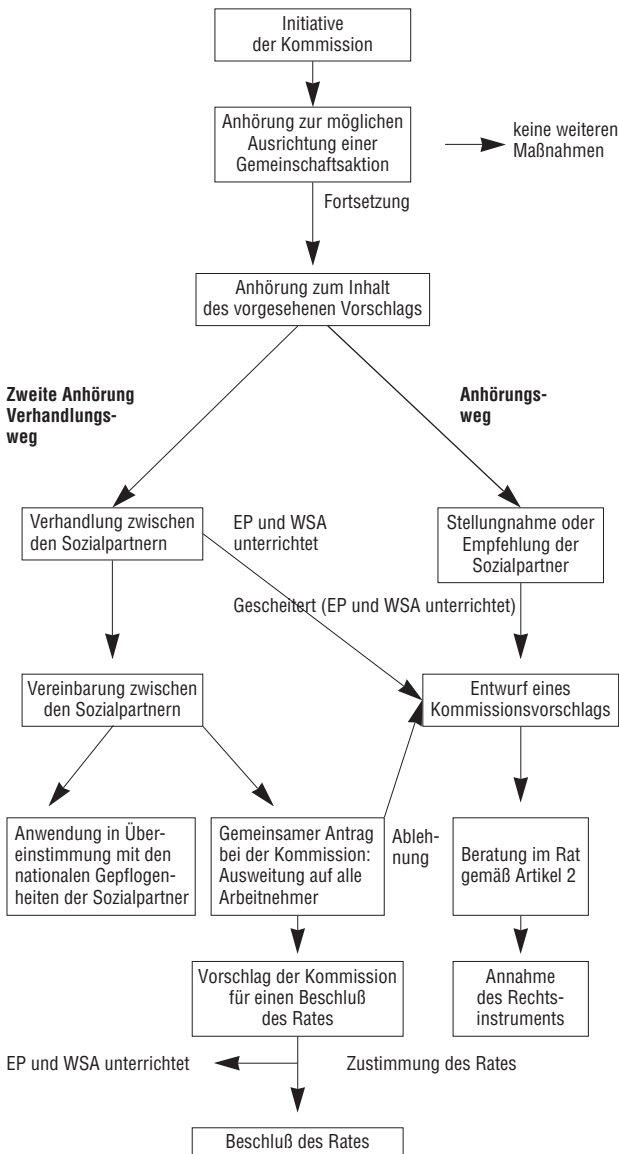 Initiative
der Kommission
Anhörung zur möglichen
Ausrichtung einer
Gemeinschaftsaktion
keine weiteren
Maßnahmen
Fortsetzung
Anhörung zum Inhalt
des vorgesehenen Vorschlags
Zweite Anhörung
Verhandlungs-
weg
Anhörungs-
weg
Verhandlung zwischen
den Sozialpartnern
EP und WSA
unterrichtet
Stellungnahme oder
Empfehlung der
Sozialpartner
Gescheitert (EP und WSA unterrichtet)
Vereinbarung zwischen
den Sozialpartnern
Entwurf eines
Kommissionsvorschlags
Anwendung in Über-
einstimmung mit den
nationalen Gepflogen-
heiten der Sozialpartner
Gemeinsamer Antrag
bei der Kommission:
Ausweitung auf alle
Arbeitnehmer
Ableh-
nung
Beratung im Rat
gemäß Artikel 2
Vorschlag der Kommission
für einen Beschluß
des Rates
Annahme
des Rechts-
instruments
EP und WSA unterrichtet
Zustimmung des Rates
Beschluß des Rates